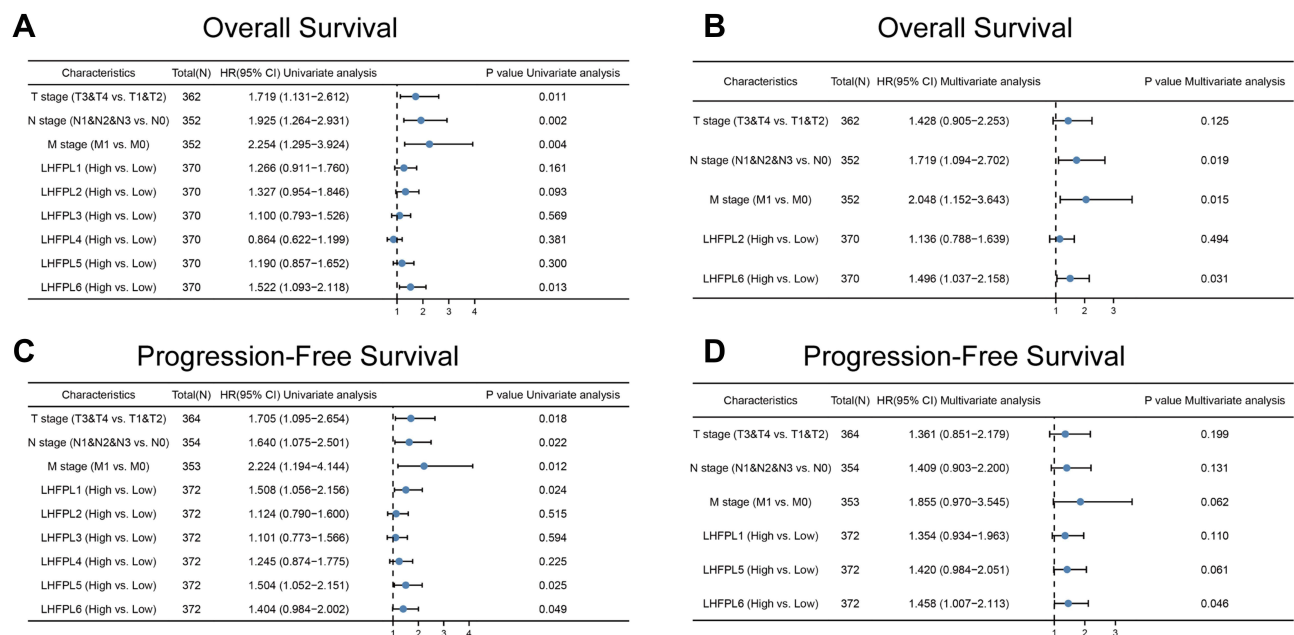 A
Overall Survival
Characteristics Total(N) HR(95% CI) Univariate analysis P value Univariate analysis
T stage (T3&T4 vs. T1&T2) 362 1.719 (1.131−2.612) 0.011
N stage (N1&N2&N3 vs. N0) 352 1.925 (1.264−2.931) 0.002
M stage (M1 vs. M0) 352 2.254 (1.295−3.924) 0.004
LHFPL1 (High vs. Low) 370 1.266 (0.911−1.760) 0.161
LHFPL2 (High vs. Low) 370 1.327 (0.954−1.846) 0.093
LHFPL3 (High vs. Low) 370 1.100 (0.793−1.526) 0.569
LHFPL4 (High vs. Low) 370 0.864 (0.622−1.199) 0.381
LHFPL5 (High vs. Low) 370 1.190 (0.857−1.652) 0.300
LHFPL6 (High vs. Low) 370 1.522 (1.093−2.118) 0.013
1 2 3 4
B
Overall Survival
Characteristics Total(N) HR(95% CI) Multivariate analysis P value Multivariate analysis
T stage (T3&T4 vs. T1&T2) 362 1.428 (0.905−2.253) 0.125
N stage (N1&N2&N3 vs. N0) 352 1.719 (1.094−2.702) 0.019
M stage (M1 vs. M0) 352 2.048 (1.152−3.643) 0.015
LHFPL2 (High vs. Low) 370 1.136 (0.788−1.639) 0.494
LHFPL6 (High vs. Low) 370 1.496 (1.037−2.158) 0.031
1 2 3
C
Progression-Free Survival
Characteristics Total(N) HR(95% CI) Univariate analysis P value Univariate analysis
T stage (T3&T4 vs. T1&T2) 364 1.705 (1.095−2.654) 0.018
N stage (N1&N2&N3 vs. N0) 354 1.640 (1.075−2.501) 0.022
M stage (M1 vs. M0) 353 2.224 (1.194−4.144) 0.012
LHFPL1 (High vs. Low) 372 1.508 (1.056−2.156) 0.024
LHFPL2 (High vs. Low) 372 1.124 (0.790−1.600) 0.515
LHFPL3 (High vs. Low) 372 1.101 (0.773−1.566) 0.594
LHFPL4 (High vs. Low) 372 1.245 (0.874−1.775) 0.225
LHFPL5 (High vs. Low) 372 1.504 (1.052−2.151) 0.025
LHFPL6 (High vs. Low) 372 1.404 (0.984−2.002) 0.049
1 2 3 4
D
Progression-Free Survival
Characteristics Total(N) HR(95% CI) Multivariate analysis P value Multivariate analysis
T stage (T3&T4 vs. T1&T2) 364 1.361 (0.851−2.179) 0.199
N stage (N1&N2&N3 vs. N0) 354 1.409 (0.903−2.200) 0.131
M stage (M1 vs. M0) 353 1.855 (0.970−3.545) 0.062
LHFPL1 (High vs. Low) 372 1.354 (0.934−1.963) 0.110
LHFPL5 (High vs. Low) 372 1.420 (0.984−2.051) 0.061
LHFPL6 (High vs. Low) 372 1.458 (1.007−2.113) 0.046
1 2 3